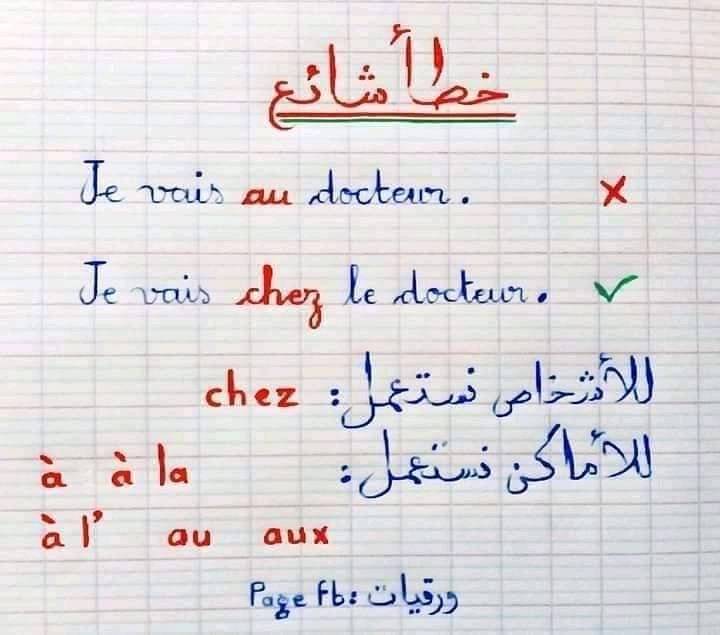 خطأ شائع
Je vais au docteur. ✗
Je vais chez le docteur. ✓
للأشخاص نستعمل: chez
للأماكن نستعمل: à à la
à l' au aux
Page fb: ورقيات